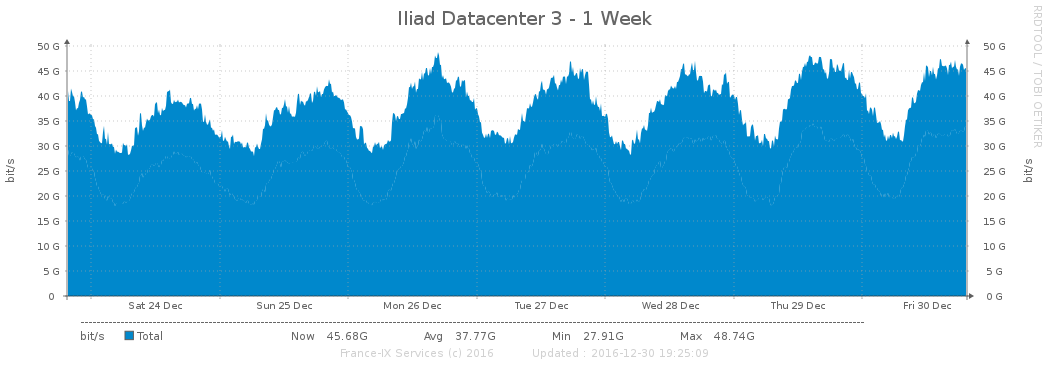 Iliad Datacenter 3 - 1 Week
RRDTOOL / TOBI OETIKER
50 G 50 G
45 G 45 G
40 G 40 G
35 G 35 G
30 G 30 G
25 G 25 G
20 G 20 G
15 G 15 G
10 G 10 G
5 G 5 G
0 0 G
bit/s bit/s
Sat 24 Dec Sun 25 Dec Mon 26 Dec Tue 27 Dec Wed 28 Dec Thu 29 Dec Fri 30 Dec
bit/s Total Now 45.68G Avg 37.77G Min 27.91G Max 48.74G
France-IX Services (c) 2016 Updated : 2016-12-30 19:25:09